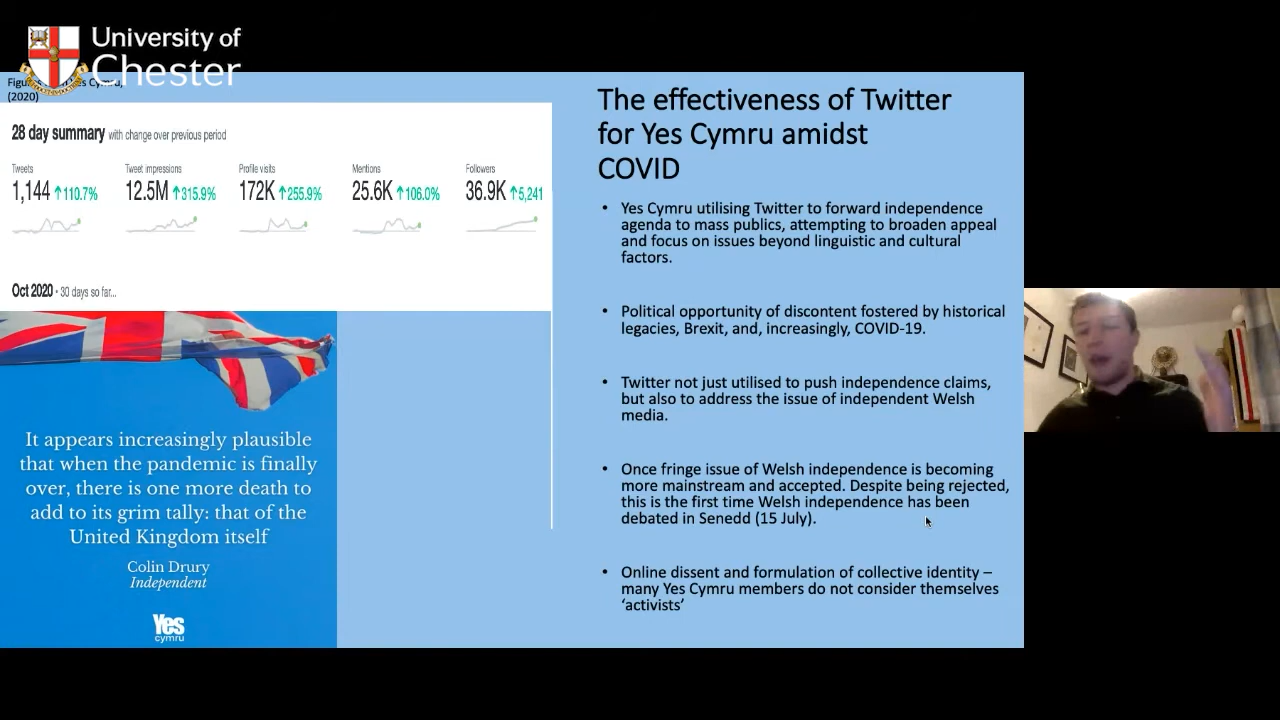 University of
Chester
Cymru,
(2020)
28 day summary with change over previous period
Tweets
1,144 ↑110.7%
Tweet impressions
12.5M ↑315.9%
Profile visits
172K ↑255.9%
Mentions
25.6K ↑106.0%
Followers
36.9K ↑5,241
Oct 2020 • 30 days so far...
It appears increasingly plausible
that when the pandemic is finally
over, there is one more death to
add to its grim tally: that of the
United Kingdom itself
Colin Drury
Independent
Yes
cymru
The effectiveness of Twitter
for Yes Cymru amidst
COVID
• Yes Cymru utilising Twitter to forward independence
agenda to mass publics, attempting to broaden appeal
and focus on issues beyond linguistic and cultural
factors.
• Political opportunity of discontent fostered by historical
legacies, Brexit, and, increasingly, COVID-19.
• Twitter not just utilised to push independence claims,
but also to address the issue of independent Welsh
media.
• Once fringe issue of Welsh independence is becoming
more mainstream and accepted. Despite being rejected,
this is the first time Welsh independence has been
debated in Senedd (15 July).
• Online dissent and formulation of collective identity –
many Yes Cymru members do not consider themselves
‘activists’